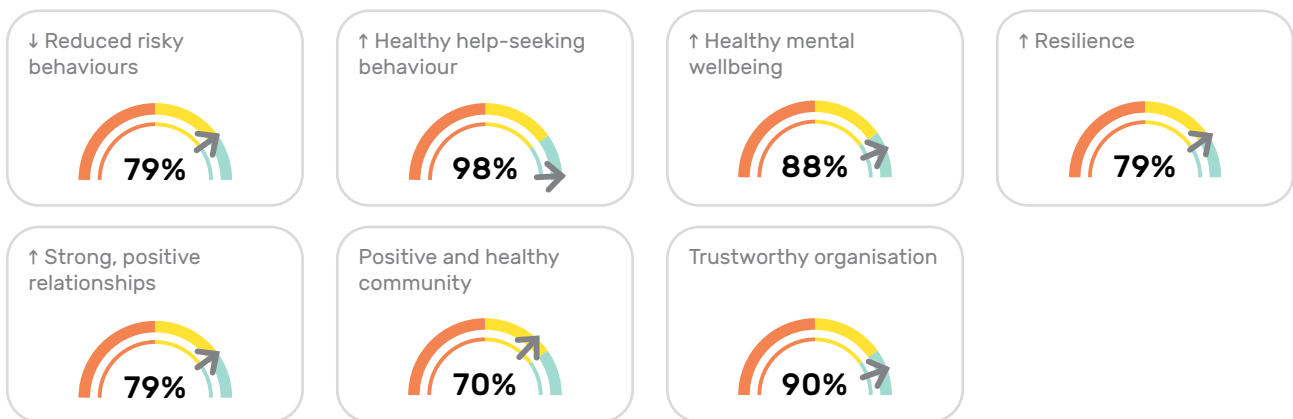 ↓ Reduced risky
behaviours
79%
↑ Healthy help-seeking
behaviour
98%
↑ Healthy mental
wellbeing
88%
↑ Resilience
79%
↑ Strong, positive
relationships
79%
Positive and healthy
community
70%
Trustworthy organisation
90%